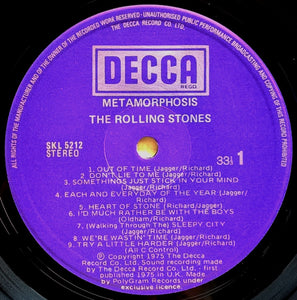 ALL RIGHTS OF THE MANUFACTURER AND OF THE OWNER OF THE RECORDED WORK RESERVED · UNAUTHORISED PUBLIC PERFORMANCE BROADCASTING AND COPYING OF THIS RECORD PROHIBITED
THE DECCA RECORD CO. LTD.
DECCA
REGD
METAMORPHOSIS
THE ROLLING STONES
SKL 5212
STEREO
33⅓ 1
1. OUT OF TIME (Jagger/Richard)
2. DON'T LIE TO ME (Jagger/Richard)
3. SOMETHINGS JUST STICK IN YOUR MIND
(Jagger/Richard)
4. EACH AND EVERYDAY OF THE YEAR (Jagger/
Richard)
5. HEART OF STONE (Richard/Jagger)
6. I'D MUCH RATHER BE WITH THE BOYS
(Oldham/Richard)
7. (Walking Through The) SLEEPY CITY
(Jagger/Richard)
8. WE'RE WASTIN' TIME (Jagger/Richard)
9. TRY A LITTLE HARDER (Jagger/Richard)
(All C Control)
Copyright 1975 The Decca
Record Co. Ltd. Sound recording made
by The Decca Record Co. Ltd. - first
published 1975 in U.K. Made
by PolyGram Records under
exclusive licence